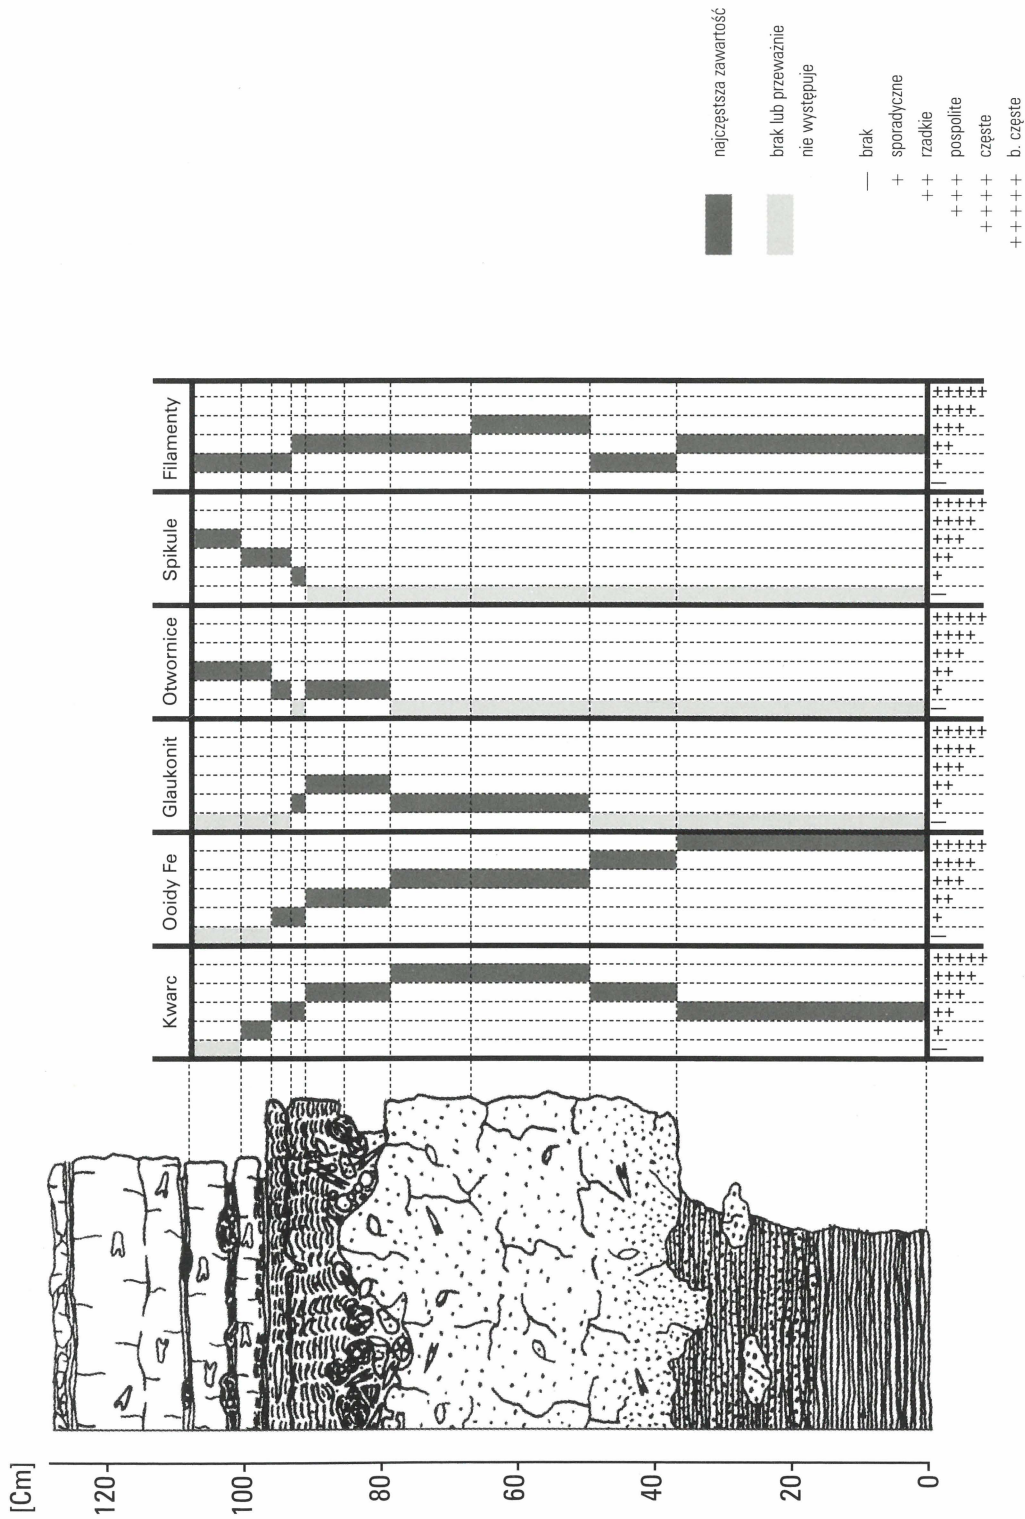 [Cm]
120
100
80
60
40
20
0
Kwarc
Ooidy Fe
Glaukonit
Otwornice
Spikule
Filamenty
— + ++ +++ ++++ +++++
— + ++ +++ ++++ +++++
— + ++ +++ ++++ +++++
— + ++ +++ ++++ +++++
— + ++ +++ ++++ +++++
— + ++ +++ ++++ +++++
najczęstsza zawartość
brak lub przeważnie
nie występuje
— brak
+ sporadyczne
++ rzadkie
+++ pospolite
++++ częste
+++++ b. częste